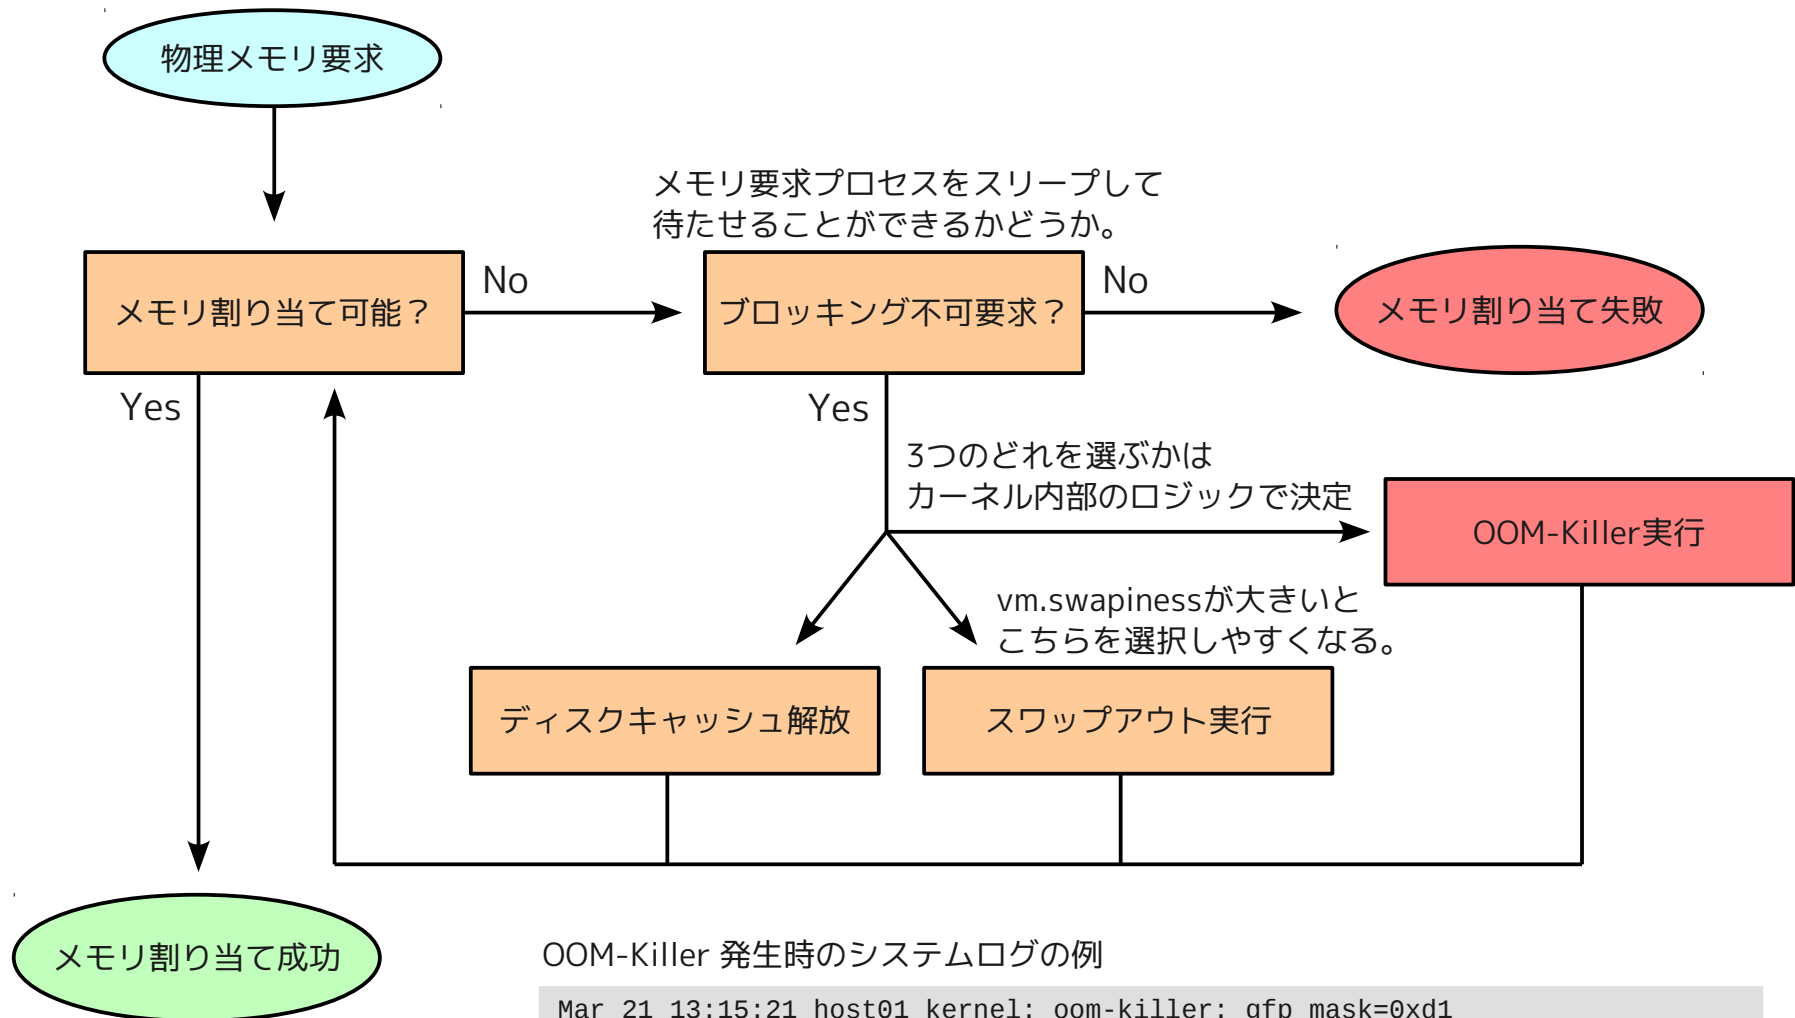 物理メモリ要求
メモリ要求プロセスをスリープして
待たせることができるかどうか。
メモリ割り当て可能？
No
ブロッキング不可要求？
No
メモリ割り当て失敗
Yes
Yes
3つのどれを選ぶかは
カーネル内部のロジックで決定
OOM-Killer実行
vm.swapinessが大きいと
こちらを選択しやすくなる。
ディスクキャッシュ解放
スワップアウト実行
メモリ割り当て成功
OOM-Killer 発生時のシステムログの例
Mar 21 13:15:21 host01 kernel: oom-killer: gfp_mask=0xd1